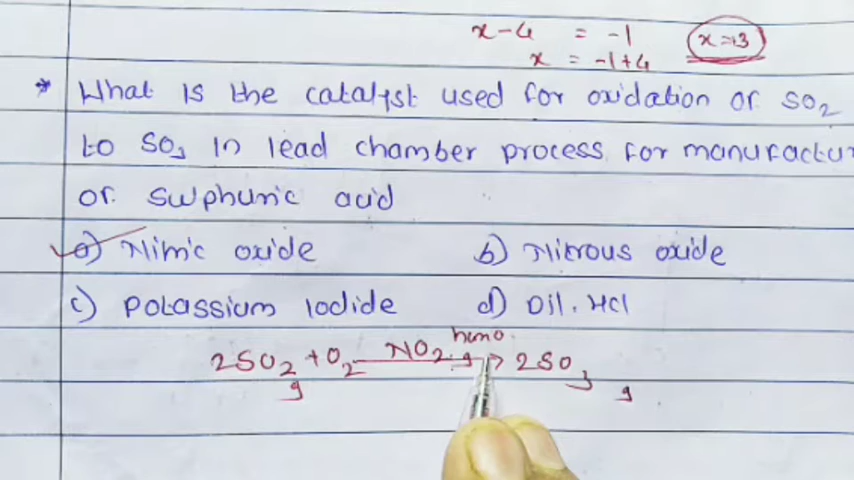 x-4 = -1
x = -1+4
x=+3
* What is the catalyst used for oxidation of SO₂
to SO₃ in lead chamber process for manufactur
of sulphuric acid
a) Nitric oxide b) Nitrous oxide
c) Potassium Iodide d) Dil. HCl
homo
2SO₂ + O₂ NO₂ g → 2SO₃
g g